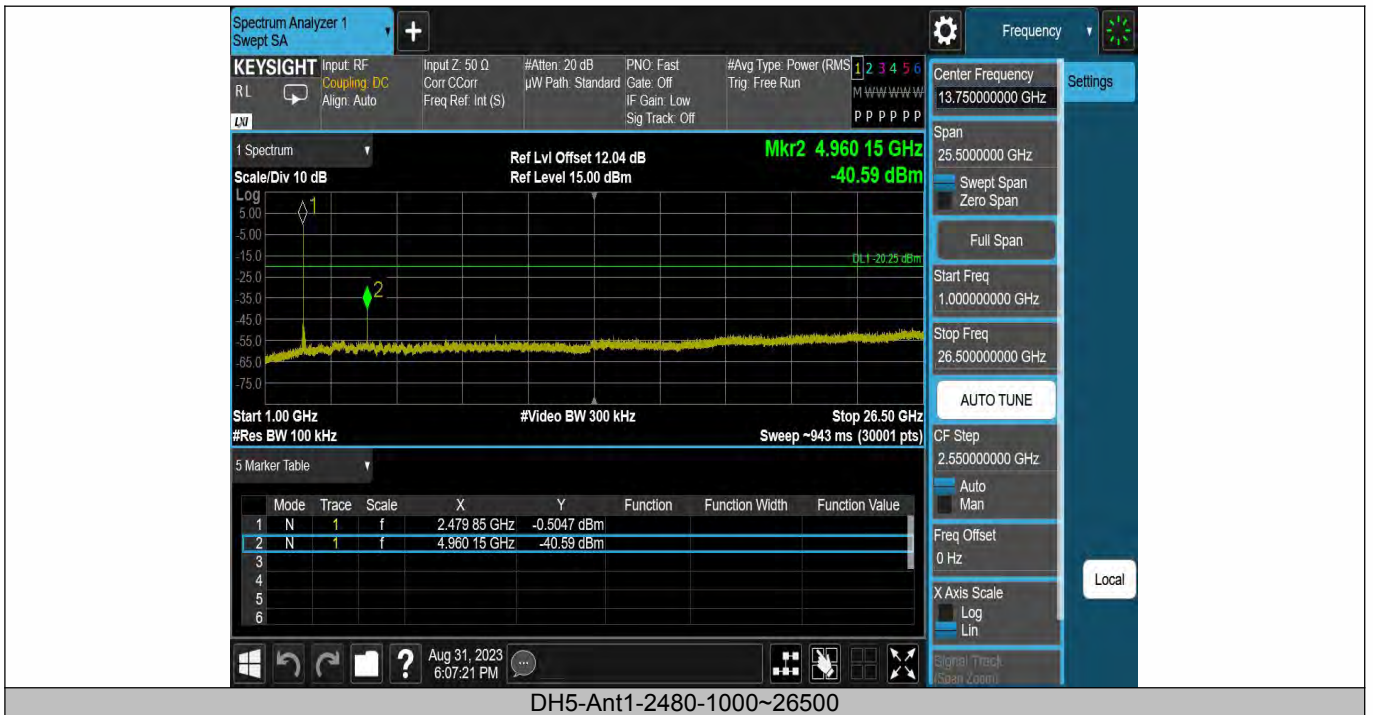 Spectrum Analyzer 1
Swept SA
+
Frequency
KEYSIGHT
RL
LXI
Input: RF
Coupling: DC
Align: Auto
Input Z: 50 Ω
Corr CCorr
Freq Ref: Int (S)
#Atten: 20 dB
µW Path: Standard
PNO: Fast
Gate: Off
IF Gain: Low
Sig Track: Off
#Avg Type: Power (RMS
Trig: Free Run
1 2 3 4 5 6
M W W W W W
P P P P P P
1 Spectrum
Scale/Div 10 dB
Ref Lvl Offset 12.04 dB
Ref Level 15.00 dBm
Mkr2 4.960 15 GHz
-40.59 dBm
Log
5.00
-5.00
-15.0
-25.0
-35.0
-45.0
-55.0
-65.0
-75.0
1
2
DL1 -20.25 dBm
Start 1.00 GHz
#Video BW 300 kHz
Stop 26.50 GHz
#Res BW 100 kHz
Sweep ~943 ms (30001 pts)
5 Marker Table
Mode Trace Scale X Y Function Function Width Function Value
1 N 1 f 2.479 85 GHz -0.5047 dBm
2 N 1 f 4.960 15 GHz -40.59 dBm
3
4
5
6
Aug 31, 2023
6:07:21 PM
Center Frequency
13.750000000 GHz
Settings
Span
25.5000000 GHz
Swept Span
Zero Span
Full Span
Start Freq
1.000000000 GHz
Stop Freq
26.500000000 GHz
AUTO TUNE
CF Step
2.550000000 GHz
Auto
Man
Freq Offset
0 Hz
X Axis Scale
Log
Lin
Signal Track
(Span Zoom)
Local
DH5-Ant1-2480-1000~26500